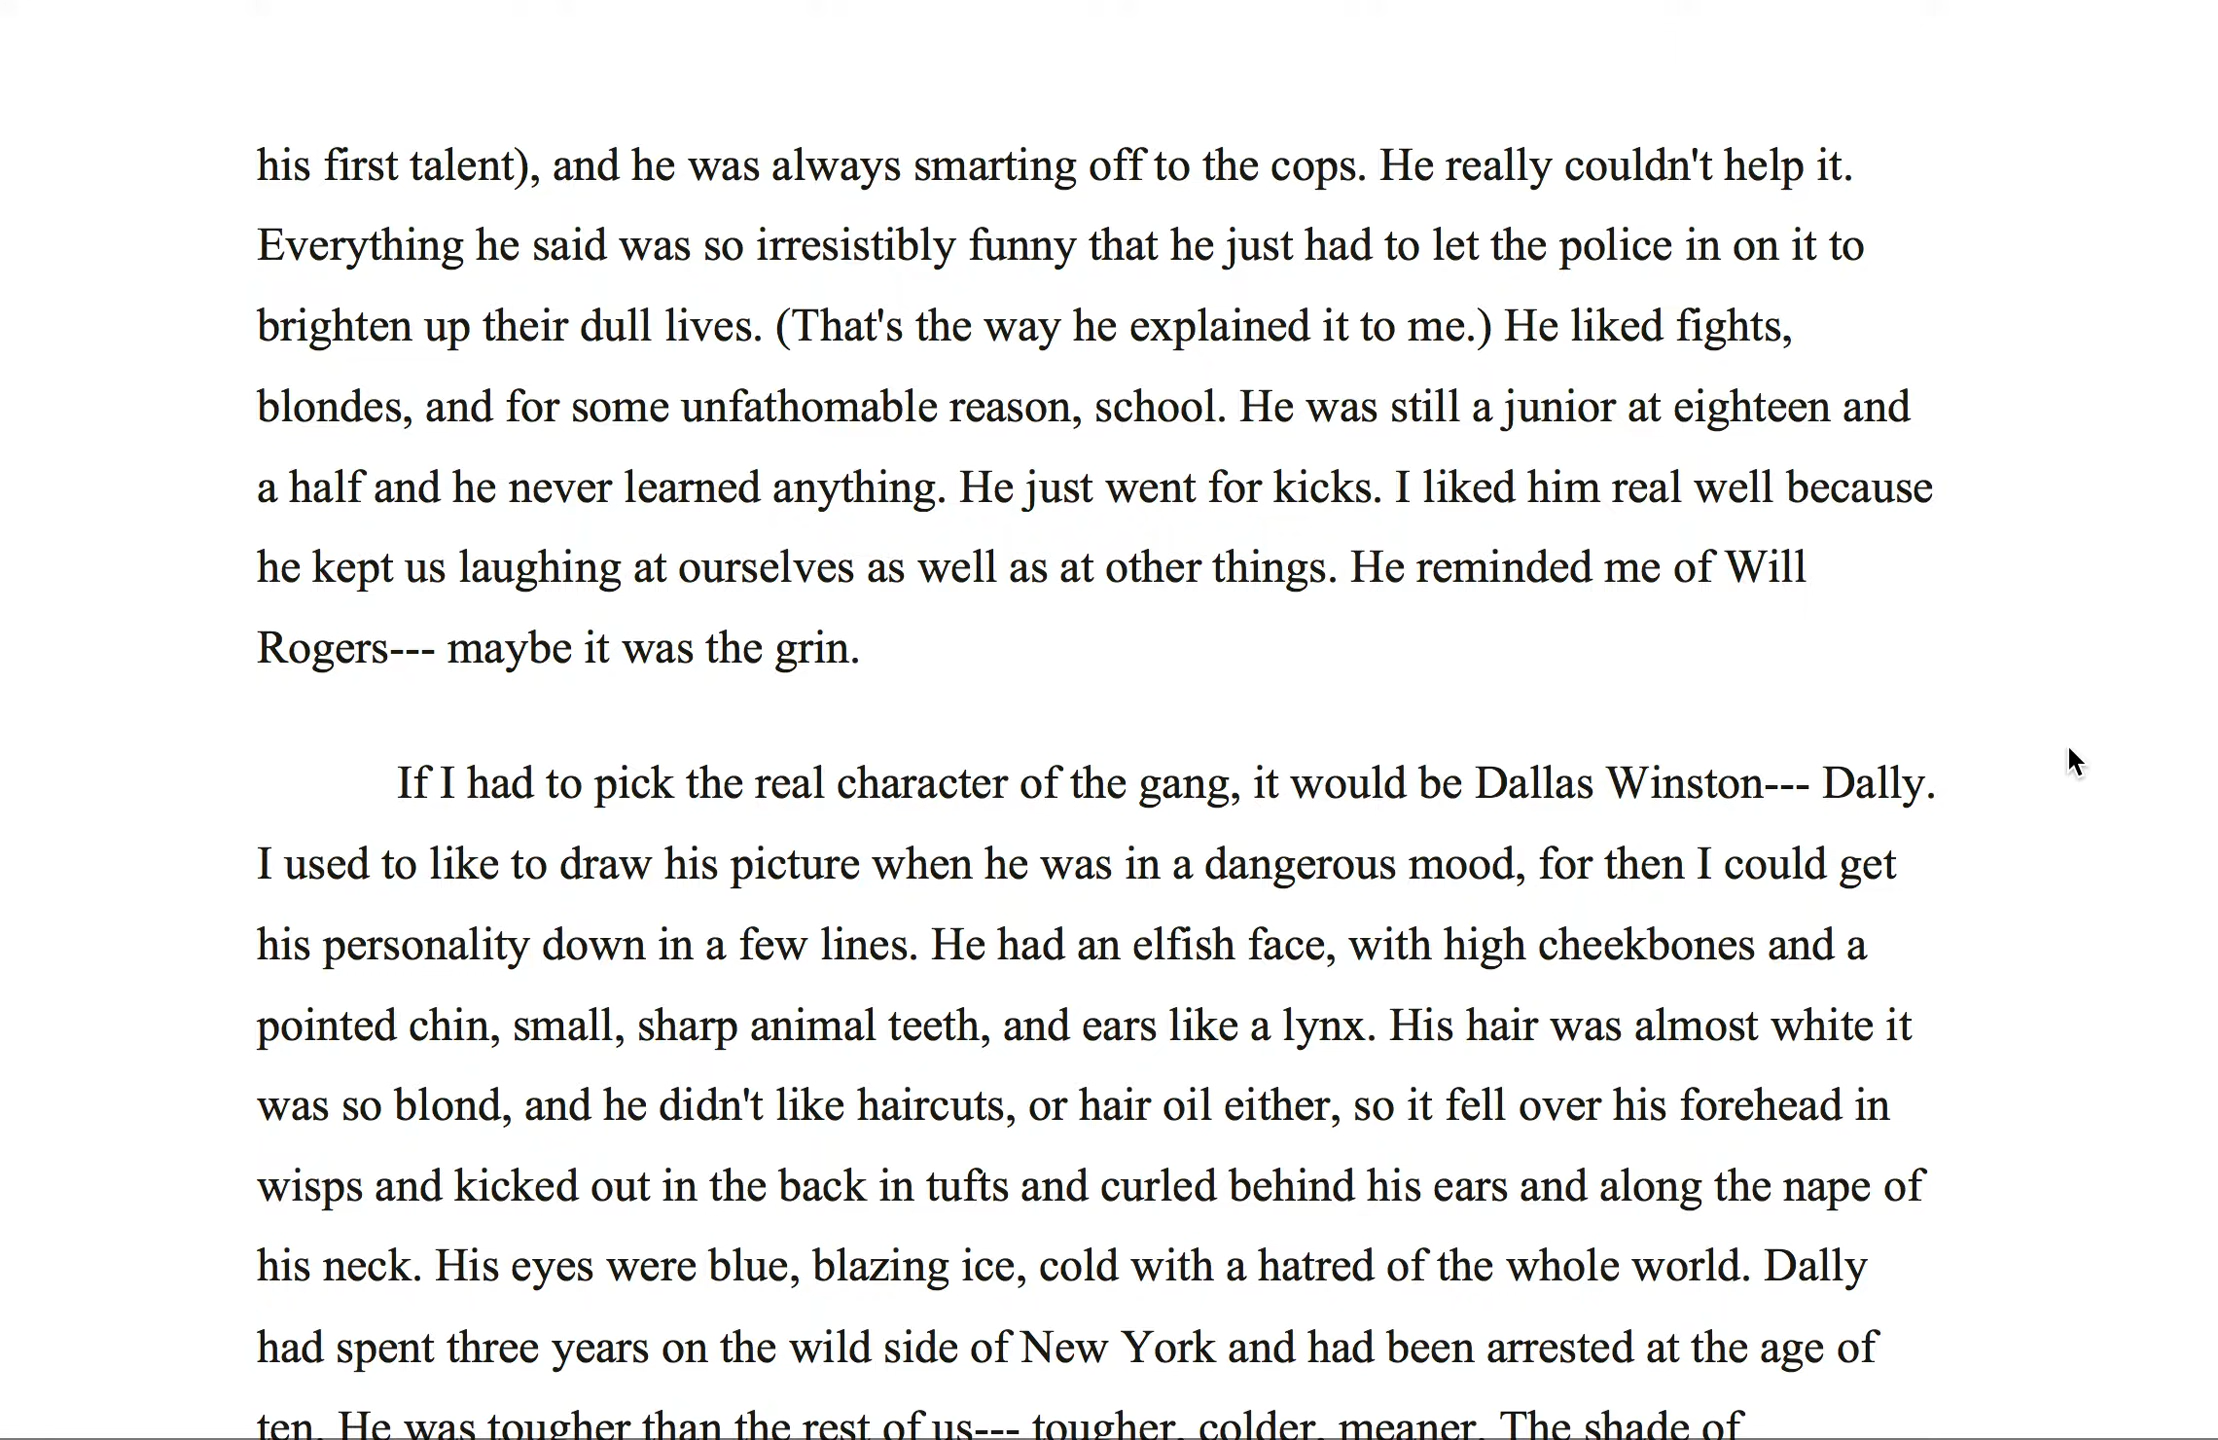 his first talent), and he was always smarting off to the cops. He really couldn't help it.
Everything he said was so irresistibly funny that he just had to let the police in on it to
brighten up their dull lives. (That's the way he explained it to me.) He liked fights,
blondes, and for some unfathomable reason, school. He was still a junior at eighteen and
a half and he never learned anything. He just went for kicks. I liked him real well because
he kept us laughing at ourselves as well as at other things. He reminded me of Will
Rogers--- maybe it was the grin.
If I had to pick the real character of the gang, it would be Dallas Winston--- Dally.
I used to like to draw his picture when he was in a dangerous mood, for then I could get
his personality down in a few lines. He had an elfish face, with high cheekbones and a
pointed chin, small, sharp animal teeth, and ears like a lynx. His hair was almost white it
was so blond, and he didn't like haircuts, or hair oil either, so it fell over his forehead in
wisps and kicked out in the back in tufts and curled behind his ears and along the nape of
his neck. His eyes were blue, blazing ice, cold with a hatred of the whole world. Dally
had spent three years on the wild side of New York and had been arrested at the age of
ten. He was tougher than the rest of us--- tougher, colder, meaner. The shade of